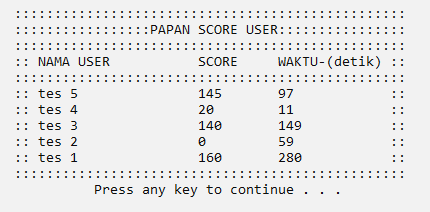 :::::::::::::::::::::::::::::::::::::::::::::::::
:::::::::::::::::PAPAN SCORE USER::::::::::::::::
:::::::::::::::::::::::::::::::::::::::::::::::::
:: NAMA USER           SCORE     WAKTU-(detik) ::
:::::::::::::::::::::::::::::::::::::::::::::::::
:: tes 5               145       97            ::
:: tes 4               20        11            ::
:: tes 3               140       149           ::
:: tes 2               0         59            ::
:: tes 1               160       280           ::
:::::::::::::::::::::::::::::::::::::::::::::::::
          Press any key to continue . . .